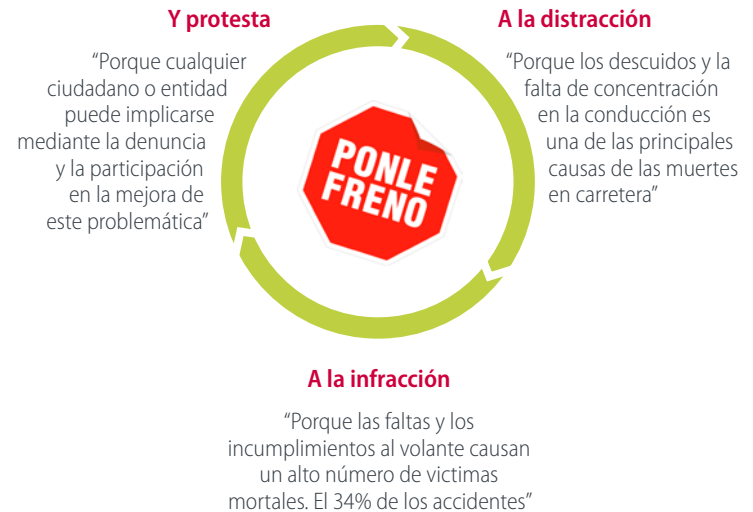 Y protesta
“Porque cualquier
ciudadano o entidad
puede implicarse
mediante la denuncia
y la participación
en la mejora de
este problemática”
A la distracción
“Porque los descuidos y la
falta de concentración
en la conducción es
una de las principales
causas de las muertes
en carretera”
PONLE
FRENO
A la infracción
“Porque las faltas y los
incumplimientos al volante causan
un alto número de victimas
mortales. El 34% de los accidentes”